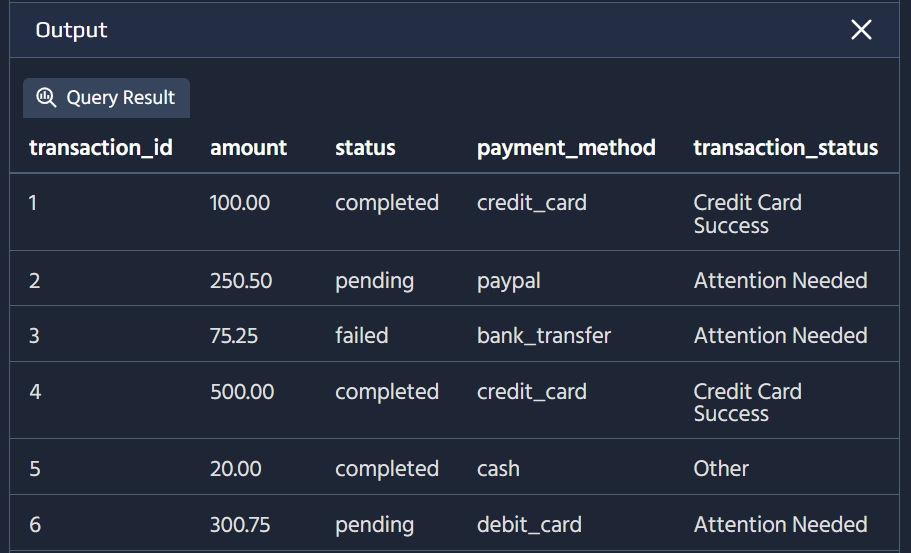 Output
Query Result
transaction_id amount status payment_method transaction_status
1 100.00 completed credit_card Credit Card
Success
2 250.50 pending paypal Attention Needed
3 75.25 failed bank_transfer Attention Needed
4 500.00 completed credit_card Credit Card
Success
5 20.00 completed cash Other
6 300.75 pending debit_card Attention Needed